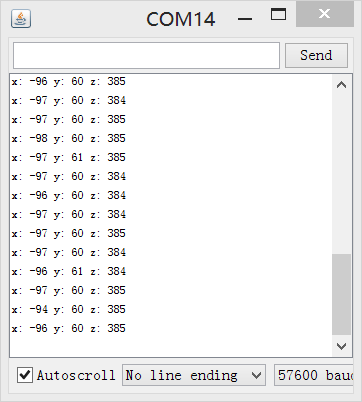 COM14
Send
x: -96 y: 60 z: 385
x: -97 y: 60 z: 384
x: -97 y: 60 z: 385
x: -98 y: 60 z: 385
x: -97 y: 61 z: 385
x: -97 y: 60 z: 384
x: -96 y: 60 z: 384
x: -97 y: 60 z: 384
x: -97 y: 60 z: 385
x: -97 y: 60 z: 384
x: -96 y: 61 z: 384
x: -97 y: 60 z: 385
x: -94 y: 60 z: 385
x: -96 y: 60 z: 385
Autoscroll No line ending 57600 baud